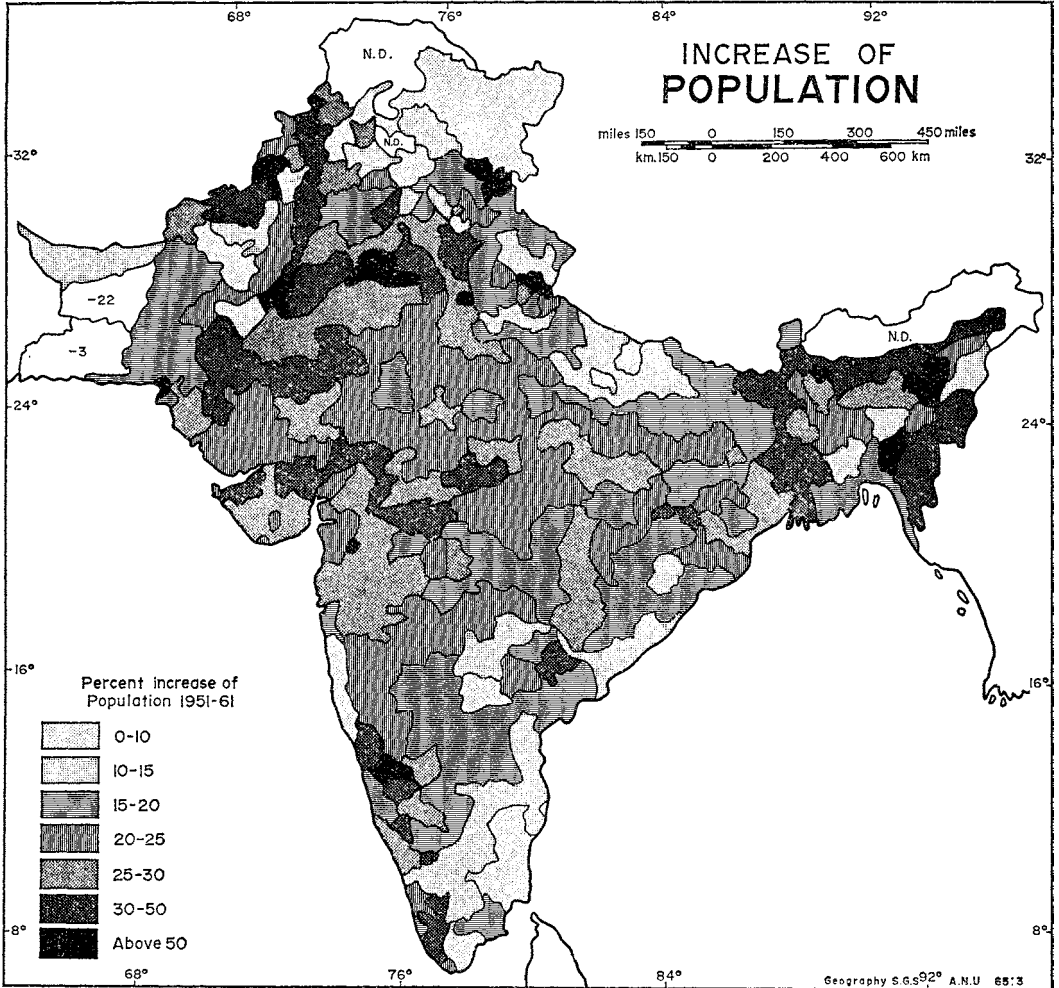 68°
76°
84°
92°
INCREASE OF
POPULATION
miles 150 0 150 300 450 miles
km. 150 0 200 400 600 km
N.D.
N.D.
32°
32°
-22
-3
N.D.
24°
24°
16°
16°
Percent increase of
Population 1951-61
0-10
10-15
15-20
20-25
25-30
30-50
Above 50
8°
8°
68°
76°
84°
92°
Geography S.G.S A.N.U 65:3